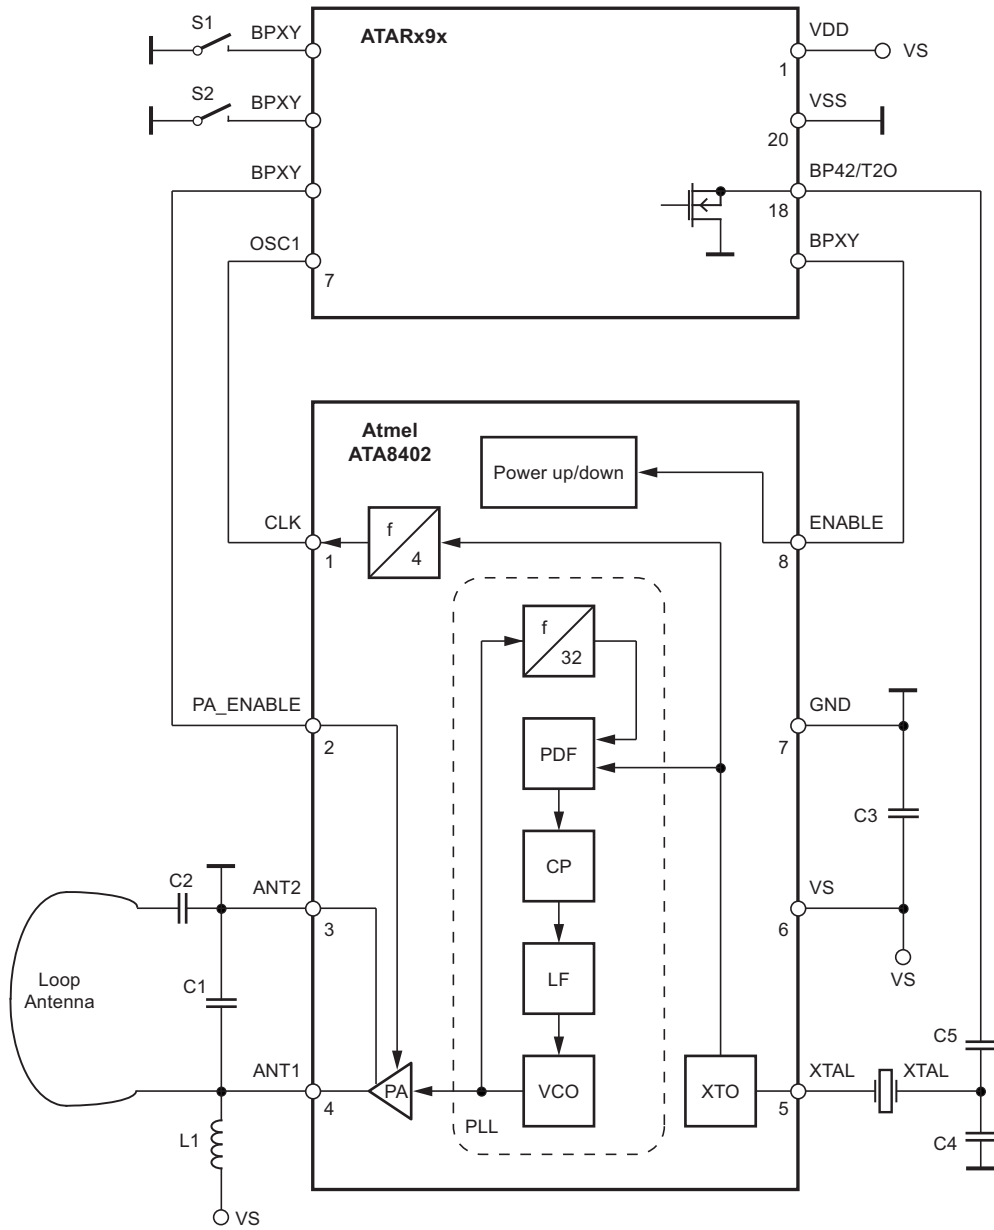 S1
BPXY
ATARx9x
VDD
1
VS
S2
BPXY
VSS
20
BPXY
BP42/T2O
18
OSC1
7
BPXY
Atmel
ATA8402
Power up/down
CLK
1
f
4
ENABLE
8
f
32
PA_ENABLE
2
PDF
GND
7
C3
CP
C2
ANT2
3
VS
6
VS
Loop
Antenna
C1
LF
C5
ANT1
4
PA
VCO
PLL
XTO
XTAL
5
XTAL
C4
L1
VS